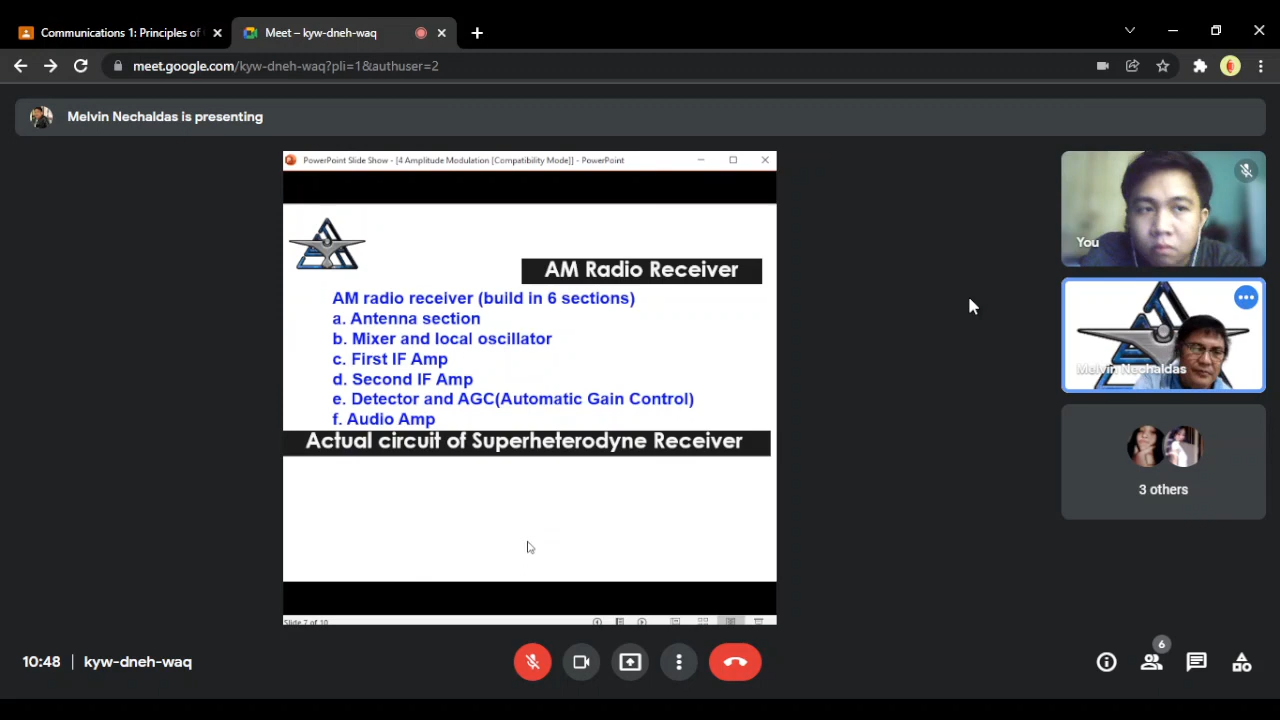 Communications 1: Principles of
Meet – kyw-dneh-waq
meet.google.com/kyw-dneh-waq?pli=1&authuser=2
Melvin Nechaldas is presenting
PowerPoint Slide Show - [4 Amplitude Modulation [Compatibility Mode]] - PowerPoint
AM Radio Receiver
AM radio receiver (build in 6 sections)
a. Antenna section
b. Mixer and local oscillator
c. First IF Amp
d. Second IF Amp
e. Detector and AGC(Automatic Gain Control)
f. Audio Amp
Actual circuit of Superheterodyne Receiver
Slide 7 of 10
You
Melvin Nechaldas
3 others
10:48 | kyw-dneh-waq
6